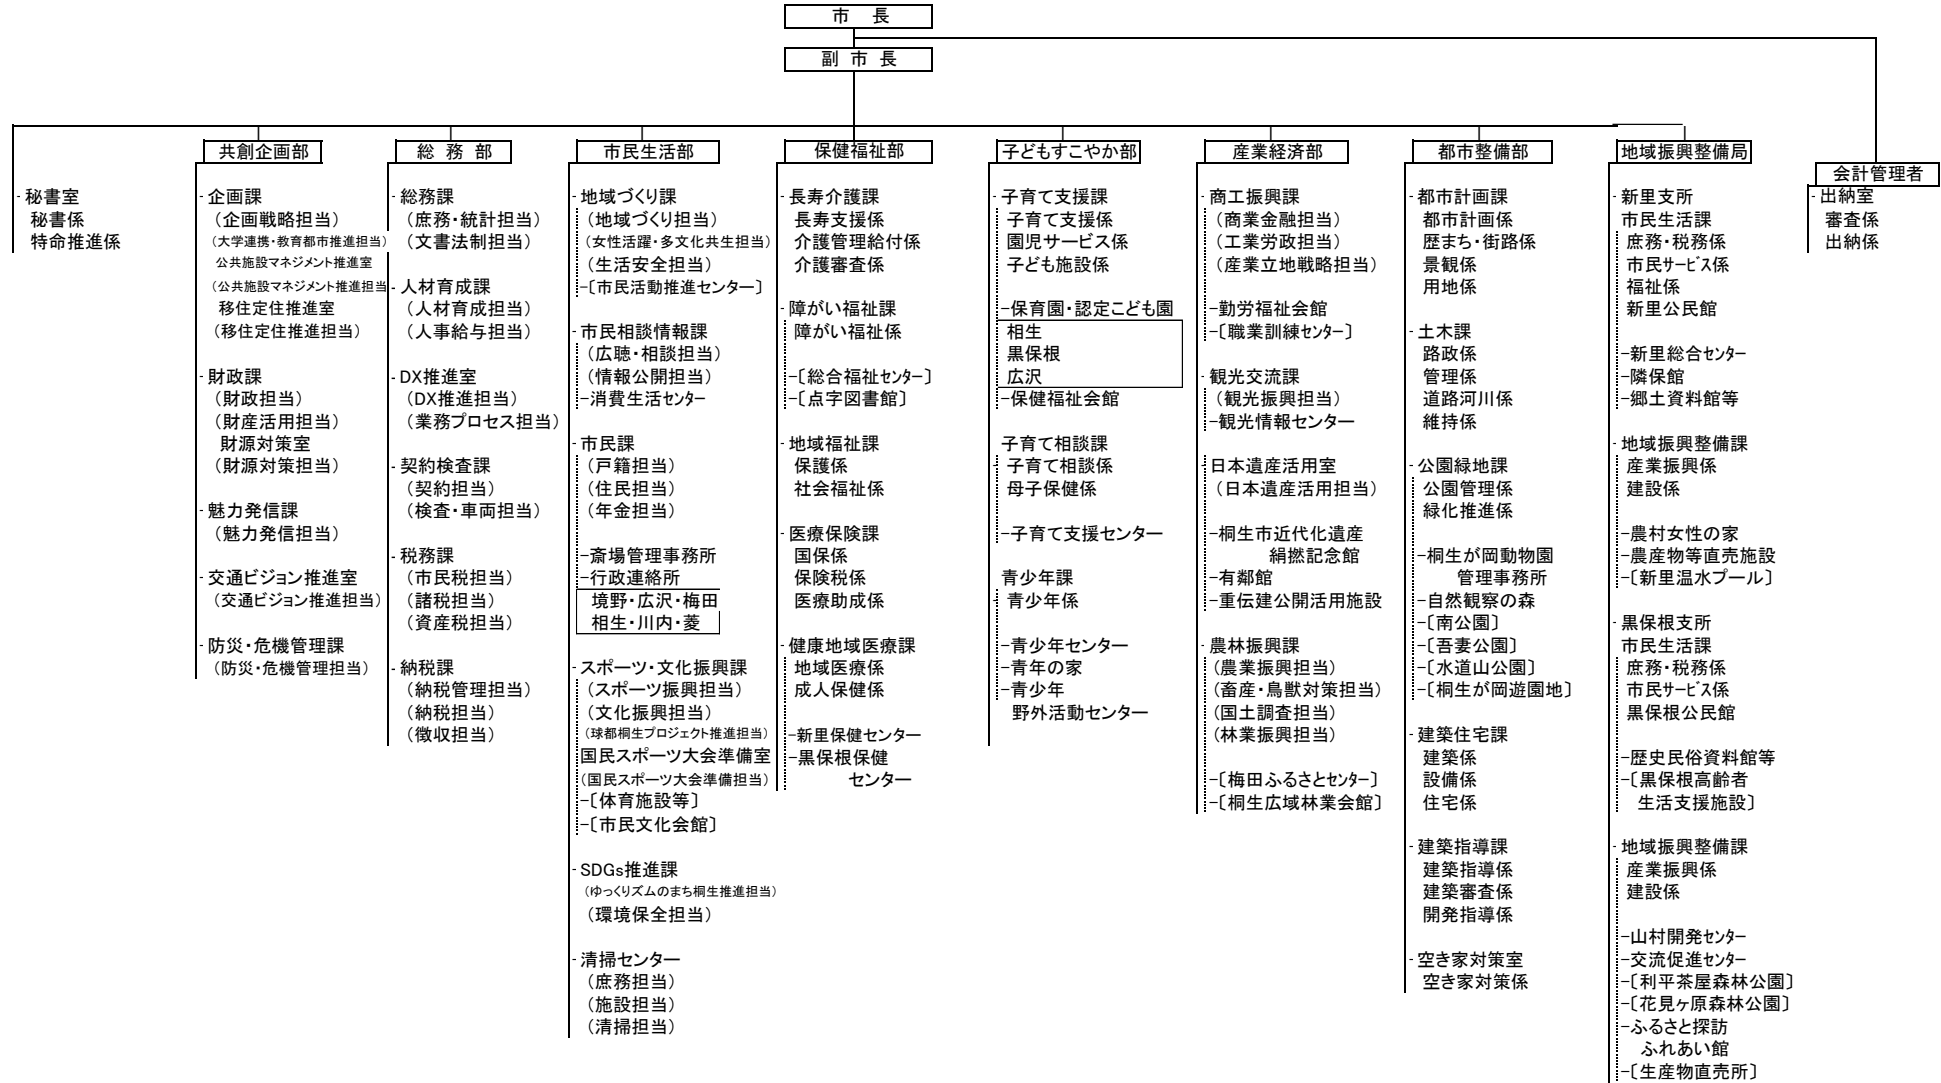 市　長
副 市 長
秘書室
秘書係
特命推進係
共創企画部
企画課
（企画戦略担当）
（大学連携・教育都市推進担当）
公共施設マネジメント推進室
（公共施設マネジメント推進担当
移住定住推進室
（移住定住推進担当）
財政課
（財政担当）
（財産活用担当）
財源対策室
（財源対策担当）
魅力発信課
（魅力発信担当）
交通ビジョン推進室
（交通ビジョン推進担当）
防災・危機管理課
（防災・危機管理担当）
総 務 部
総務課
（庶務・統計担当）
（文書法制担当）
人材育成課
（人材育成担当）
（人事給与担当）
DX推進室
（DX推進担当）
（業務プロセス担当）
契約検査課
（契約担当）
（検査・車両担当）
税務課
（市民税担当）
（諸税担当）
（資産税担当）
納税課
（納税管理担当）
（納税担当）
（徴収担当）
市民生活部
地域づくり課
（地域づくり担当）
（女性活躍・多文化共生担当）
（生活安全担当）
−〔市民活動推進センター〕
市民相談情報課
（広聴・相談担当）
（情報公開担当）
−消費生活センター
市民課
（戸籍担当）
（住民担当）
（年金担当）
−斎場管理事務所
−行政連絡所
境野・広沢・梅田
相生・川内・菱
スポーツ・文化振興課
（スポーツ振興担当）
（文化振興担当）
（球都桐生プロジェクト推進担当）
国民スポーツ大会準備室
（国民スポーツ大会準備担当）
−〔体育施設等〕
−〔市民文化会館〕
SDGs推進課
（ゆっくりズムのまち桐生推進担当）
（環境保全担当）
清掃センター
（庶務担当）
（施設担当）
（清掃担当）
保健福祉部
長寿介護課
長寿支援係
介護管理給付係
介護審査係
障がい福祉課
障がい福祉係
−〔総合福祉センター〕
−〔点字図書館〕
地域福祉課
保護係
社会福祉係
医療保険課
国保係
保険税係
医療助成係
健康地域医療課
地域医療係
成人保健係
−新里保健センター
−黒保根保健
センター
子どもすこやか部
子育て支援課
子育て支援係
園児サービス係
子ども施設係
−保育園・認定こども園
相生
黒保根
広沢
−保健福祉会館
子育て相談課
子育て相談係
母子保健係
−子育て支援センター
青少年課
青少年係
−青少年センター
−青年の家
−青少年
野外活動センター
産業経済部
商工振興課
（商業金融担当）
（工業労政担当）
（産業立地戦略担当）
−勤労福祉会館
−〔職業訓練センター〕
観光交流課
（観光振興担当）
−観光情報センター
日本遺産活用室
（日本遺産活用担当）
−桐生市近代化遺産
絹撚記念館
−有鄰館
−重伝建公開活用施設
農林振興課
（農業振興担当）
（畜産・鳥獣対策担当）
（国土調査担当）
（林業振興担当）
−〔梅田ふるさとセンター〕
−〔桐生広域林業会館〕
都市整備部
都市計画課
都市計画係
歴まち・街路係
景観係
用地係
土木課
路政係
管理係
道路河川係
維持係
公園緑地課
公園管理係
緑化推進係
−桐生が岡動物園
管理事務所
−自然観察の森
−〔南公園〕
−〔吾妻公園〕
−〔水道山公園〕
−〔桐生が岡遊園地〕
建築住宅課
建築係
設備係
住宅係
建築指導課
建築指導係
建築審査係
開発指導係
空き家対策室
空き家対策係
地域振興整備局
新里支所
市民生活課
庶務・税務係
市民サービス係
福祉係
新里公民館
−新里総合センター
−隣保館
−郷土資料館等
地域振興整備課
産業振興係
建設係
−農村女性の家
−農産物等直売施設
−〔新里温水プール〕
黒保根支所
市民生活課
庶務・税務係
市民サービス係
黒保根公民館
−歴史民俗資料館等
−〔黒保根高齢者
生活支援施設〕
地域振興整備課
産業振興係
建設係
−山村開発センター
−交流促進センター
−〔利平茶屋森林公園〕
−〔花見ヶ原森林公園〕
−ふるさと探訪
ふれあい館
−〔生産物直売所〕
会計管理者
出納室
審査係
出納係